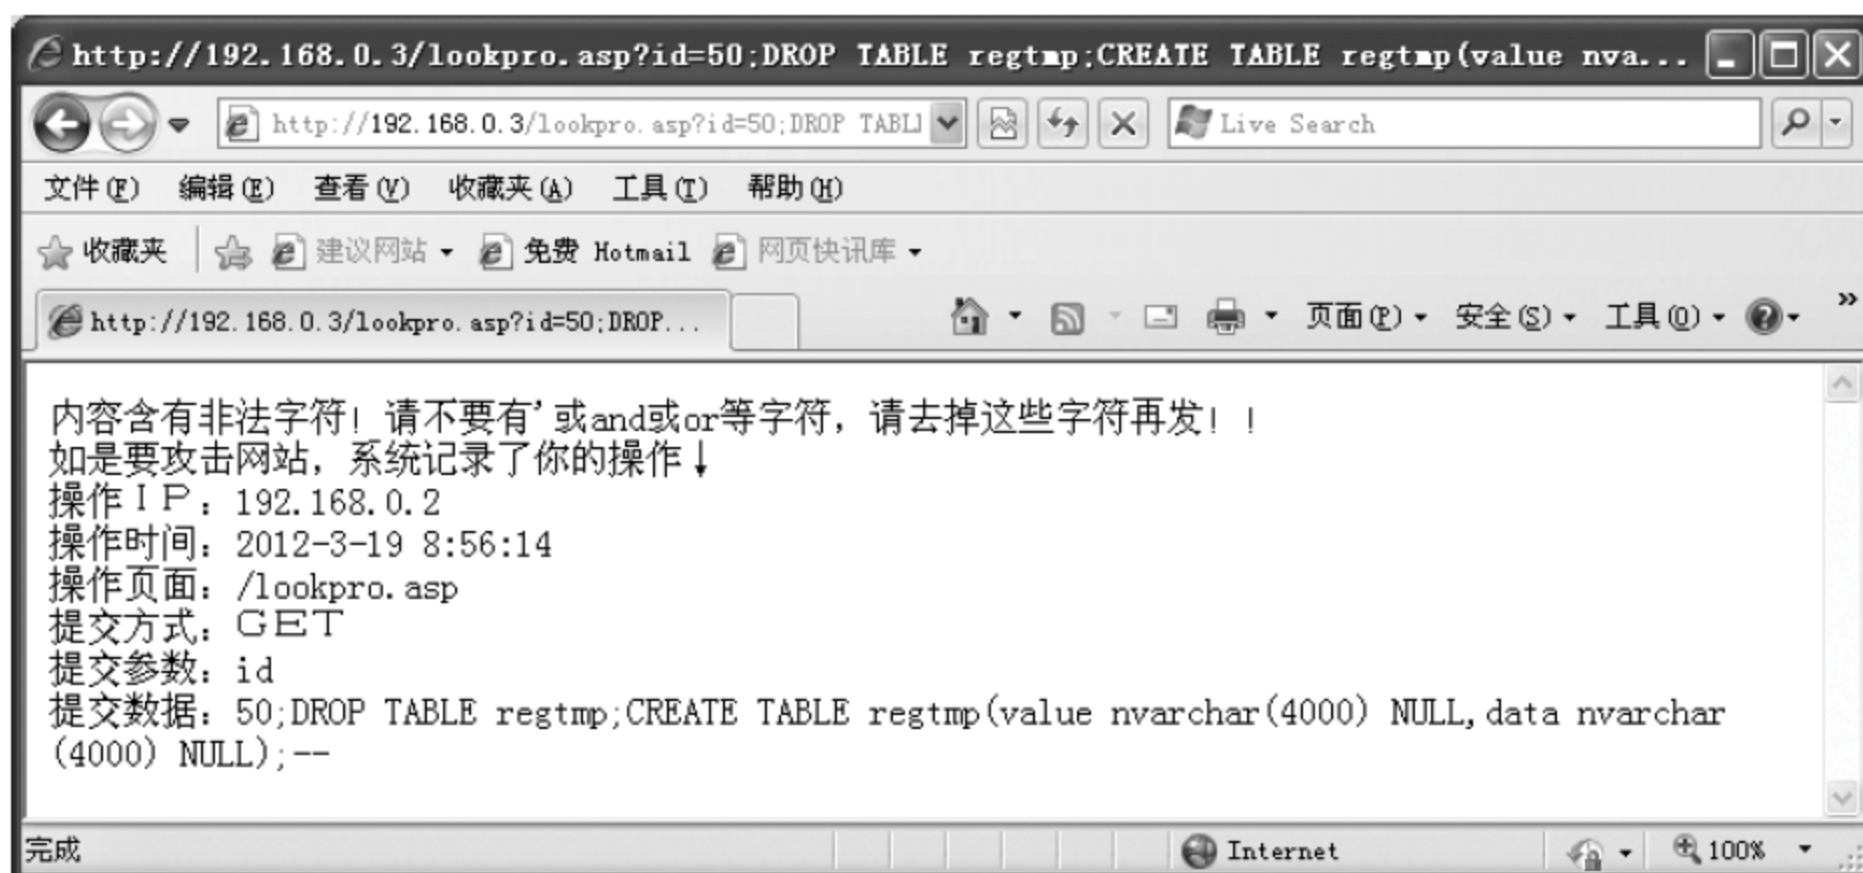 http://192.168.0.3/lookpro.asp?id=50;DROP TABLE regtmp;CREATE TABLE regtmp(value nva...
http://192.168.0.3/lookpro.asp?id=50;DROP TABL
Live Search
文件(F) 编辑(E) 查看(V) 收藏夹(A) 工具(T) 帮助(H)
收藏夹 建议网站 免费 Hotmail 网页快讯库
http://192.168.0.3/lookpro.asp?id=50;DROP...
页面(P) 安全(S) 工具(O) »
内容含有非法字符！请不要有'或and或or等字符，请去掉这些字符再发！！
如是要攻击网站，系统记录了你的操作↓
操作ＩＰ：192.168.0.2
操作时间：2012-3-19 8:56:14
操作页面：/lookpro.asp
提交方式：ＧＥＴ
提交参数：id
提交数据：50;DROP TABLE regtmp;CREATE TABLE regtmp(value nvarchar(4000) NULL,data nvarchar
(4000) NULL);--
完成
Internet
100%